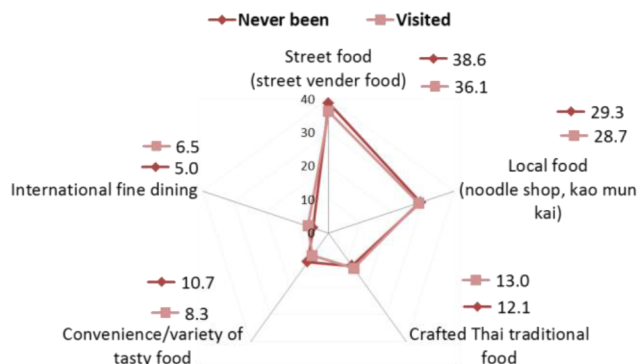 Never been
Visited
Street food
(street vender food)
38.6
36.1
29.3
28.7
Local food
(noodle shop, kao mun
kai)
13.0
12.1
Crafted Thai traditional
food
10.7
8.3
Convenience/variety of
tasty food
6.5
5.0
International fine dining
40
30
20
10
0